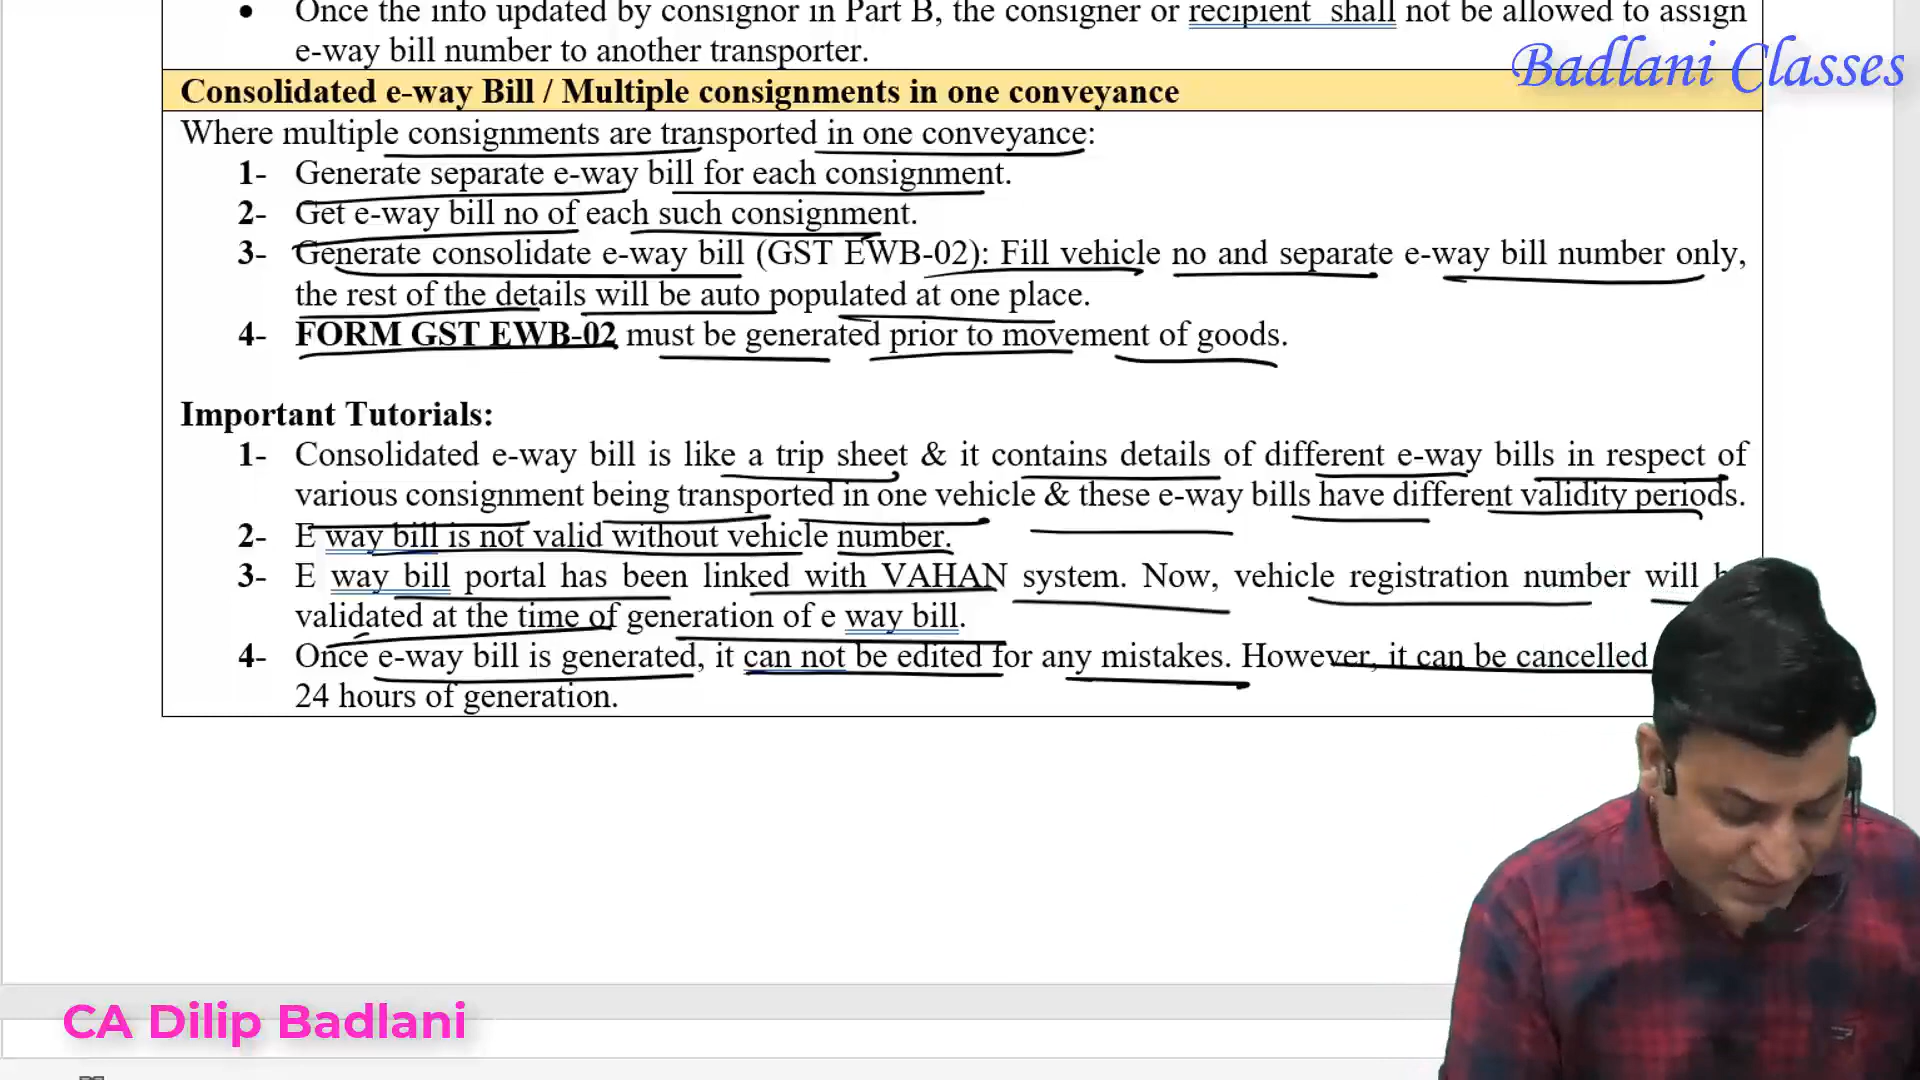 Once the info updated by consignor in Part B, the consigner or recipient shall not be allowed to assign
e-way bill number to another transporter.
Badlani Classes
Consolidated e-way Bill / Multiple consignments in one conveyance
Where multiple consignments are transported in one conveyance:
1- Generate separate e-way bill for each consignment.
2- Get e-way bill no of each such consignment.
3- Generate consolidate e-way bill (GST EWB-02): Fill vehicle no and separate e-way bill number only,
the rest of the details will be auto populated at one place.
4- FORM GST EWB-02 must be generated prior to movement of goods.
Important Tutorials:
1- Consolidated e-way bill is like a trip sheet & it contains details of different e-way bills in respect of
various consignment being transported in one vehicle & these e-way bills have different validity periods.
2- E way bill is not valid without vehicle number.
3- E way bill portal has been linked with VAHAN system. Now, vehicle registration number will
validated at the time of generation of e way bill.
4- Once e-way bill is generated, it can not be edited for any mistakes. However, it can be cancelled
24 hours of generation.
CA Dilip Badlani